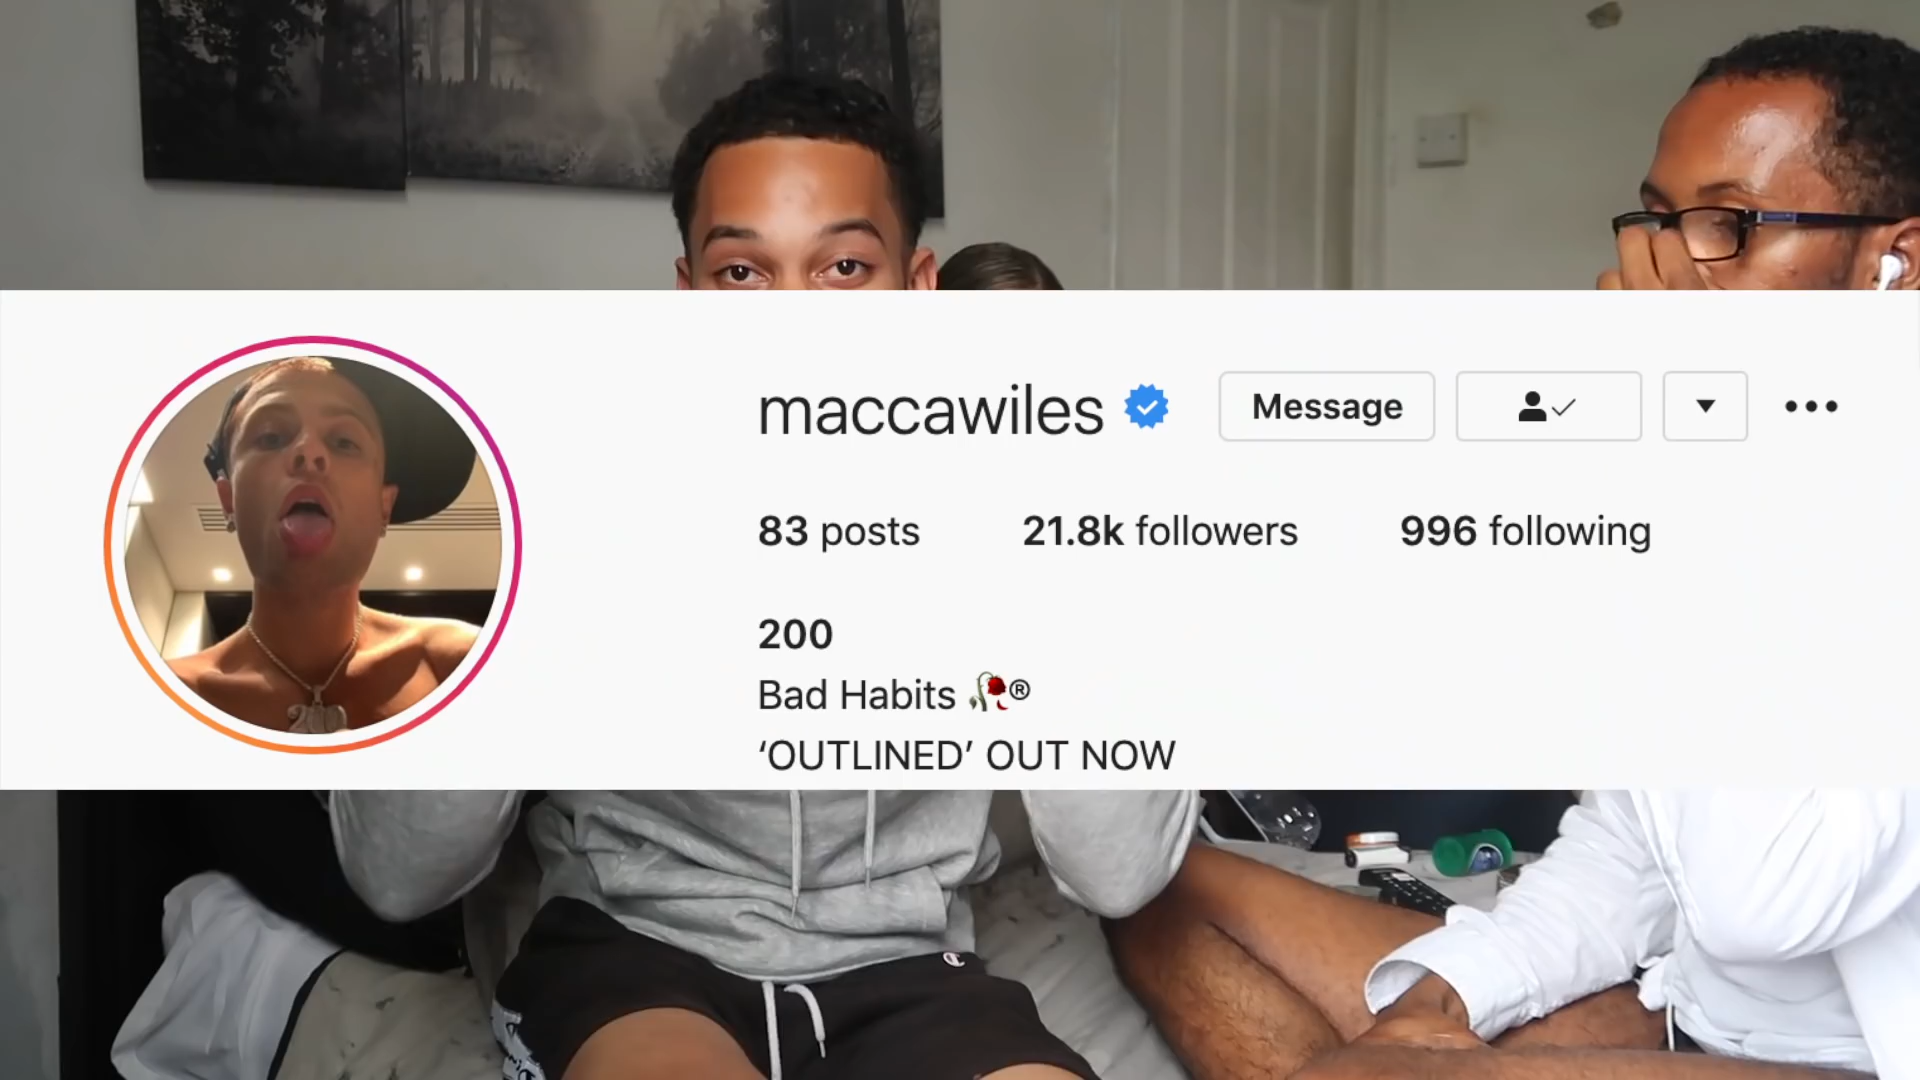 maccawiles
Message
83 posts 21.8k followers 996 following
200
Bad Habits 🥀®
‘OUTLINED’ OUT NOW